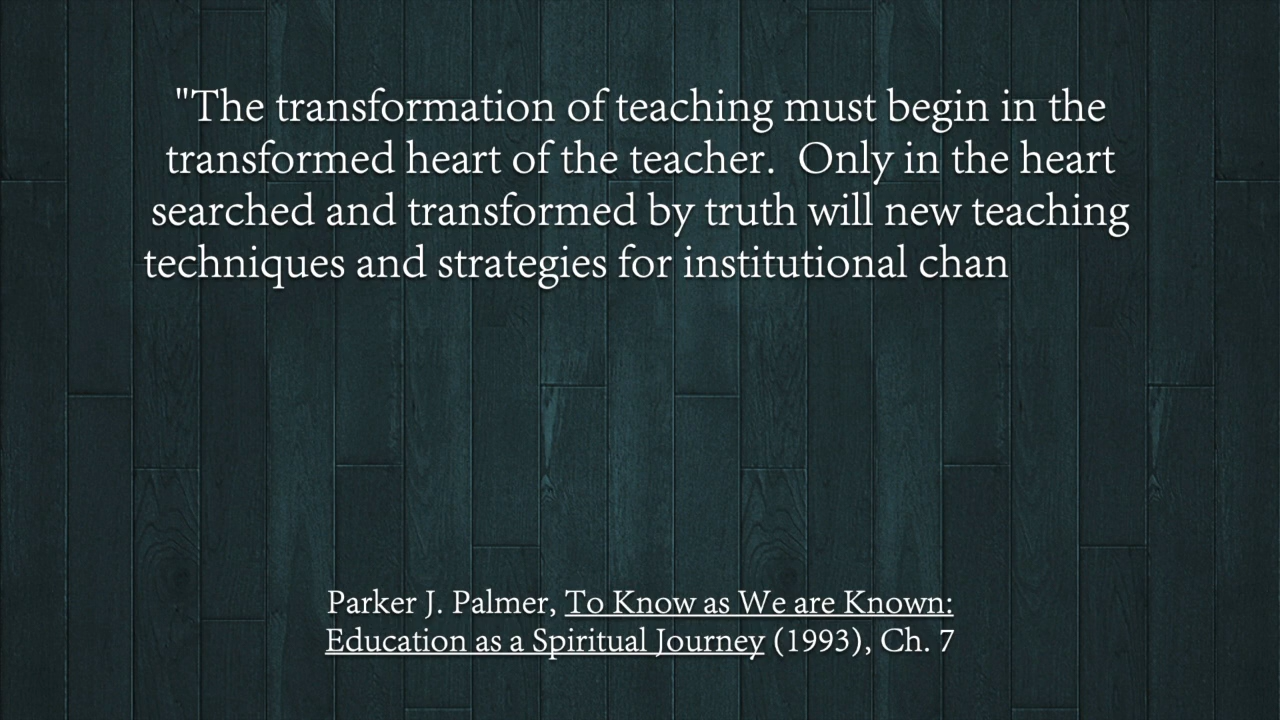 "The transformation of teaching must begin in the
transformed heart of the teacher.  Only in the heart
searched and transformed by truth will new teaching
techniques and strategies for institutional chan
Parker J. Palmer, To Know as We are Known:
Education as a Spiritual Journey (1993), Ch. 7